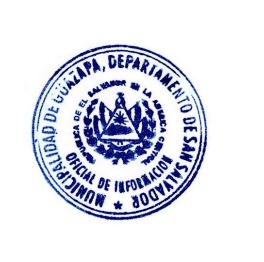 MUNICIPALIDAD DE GUAZAPA, DEPARTAMENTO DE SAN SALVADOR
REPUBLICA DE EL SALVADOR EN LA AMERICA CENTRAL
OFICIAL DE INFORMACION